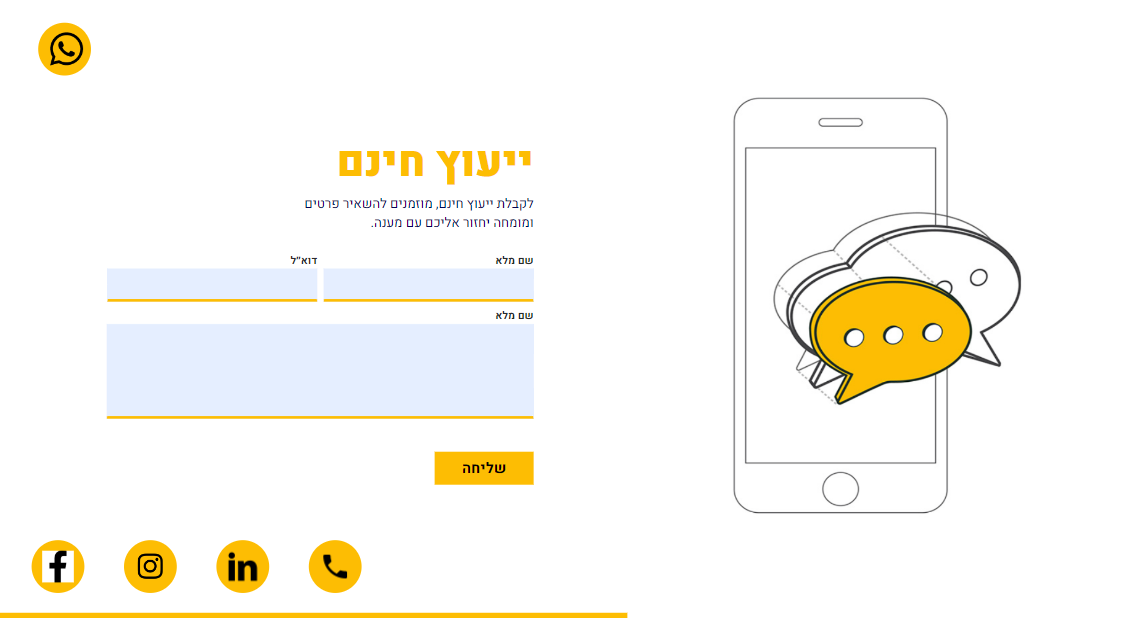 ייעוץ חינם
לקבלת ייעוץ חינם, מוזמנים להשאיר פרטים
ומומחה יחזור אליכם עם מענה.
שם מלא
דוא״ל
שם מלא
שליחה